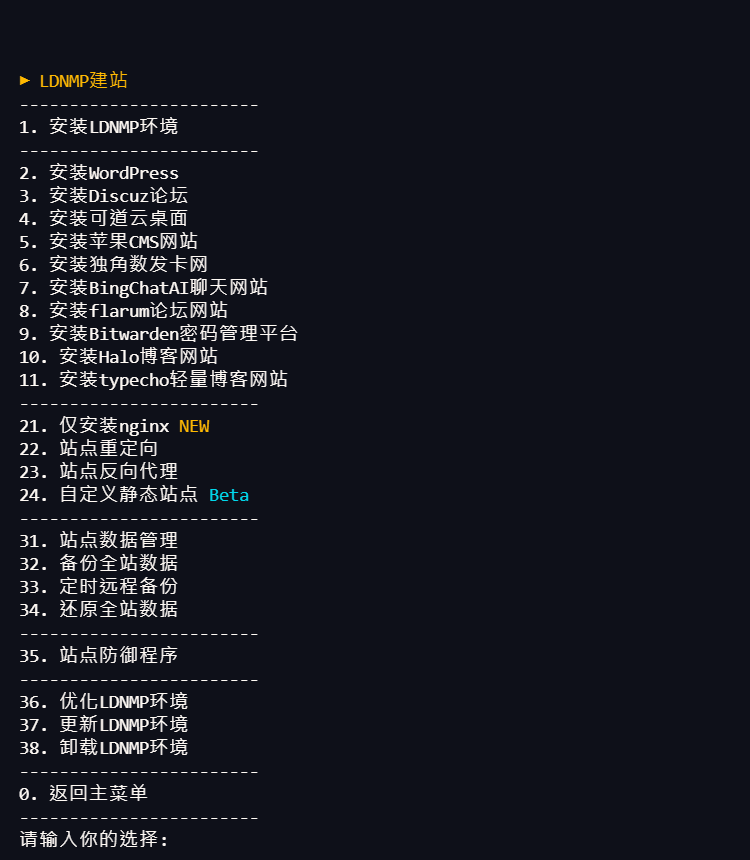 ► LDNMP建站
------------------------
1. 安装LDNMP环境
------------------------
2. 安装WordPress
3. 安装Discuz论坛
4. 安装可道云桌面
5. 安装苹果CMS网站
6. 安装独角数发卡网
7. 安装BingChatAI聊天网站
8. 安装flarum论坛网站
9. 安装Bitwarden密码管理平台
10. 安装Halo博客网站
11. 安装typecho轻量博客网站
------------------------
21. 仅安装nginx NEW
22. 站点重定向
23. 站点反向代理
24. 自定义静态站点 Beta
------------------------
31. 站点数据管理
32. 备份全站数据
33. 定时远程备份
34. 还原全站数据
------------------------
35. 站点防御程序
------------------------
36. 优化LDNMP环境
37. 更新LDNMP环境
38. 卸载LDNMP环境
------------------------
0. 返回主菜单
------------------------
请输入你的选择: